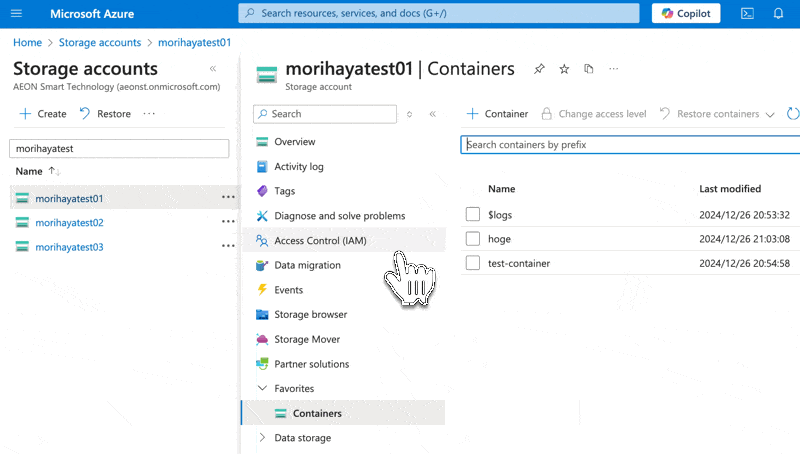 Microsoft Azure
Search resources, services, and docs (G+/)
Copilot
Home > Storage accounts > morihayatest01
Storage accounts
AEON Smart Technology (aeonst.onmicrosoft.com)
+ Create Restore ...
morihayatest
Name ↑↓
morihayatest01 ...
morihayatest02 ...
morihayatest03 ...
morihayatest01 | Containers ...
Storage account
Search
Overview
Activity log
Tags
Diagnose and solve problems
Access Control (IAM)
Data migration
Events
Storage browser
Storage Mover
Partner solutions
Favorites
Containers
Data storage
+ Container Change access level Restore containers
Search containers by prefix
Name Last modified
$logs 2024/12/26 20:53:32
hoge 2024/12/26 21:03:08
test-container 2024/12/26 20:54:58